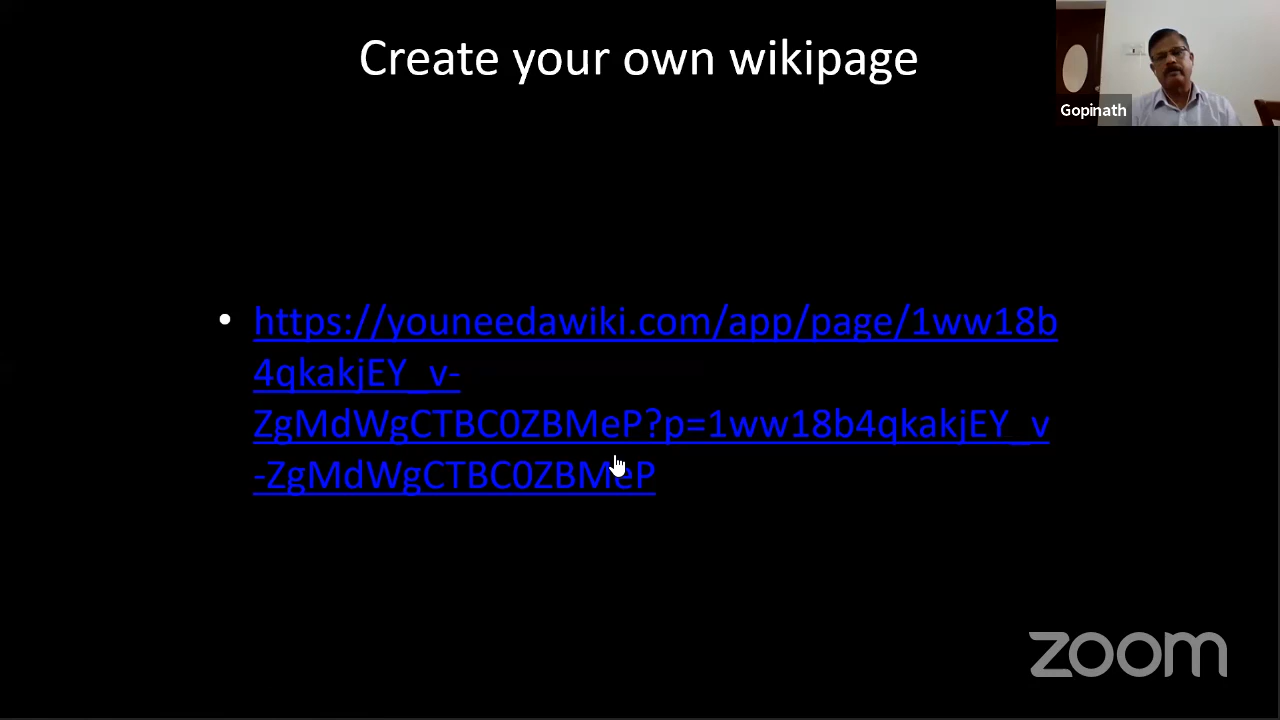 Create your own wikipage
Gopinath
• https://youneedawiki.com/app/page/1ww18b
4qkakjEY_v-
ZgMdWgCTBC0ZBMeP?p=1ww18b4qkakjEY_v
-ZgMdWgCTBC0ZBMeP
zoom